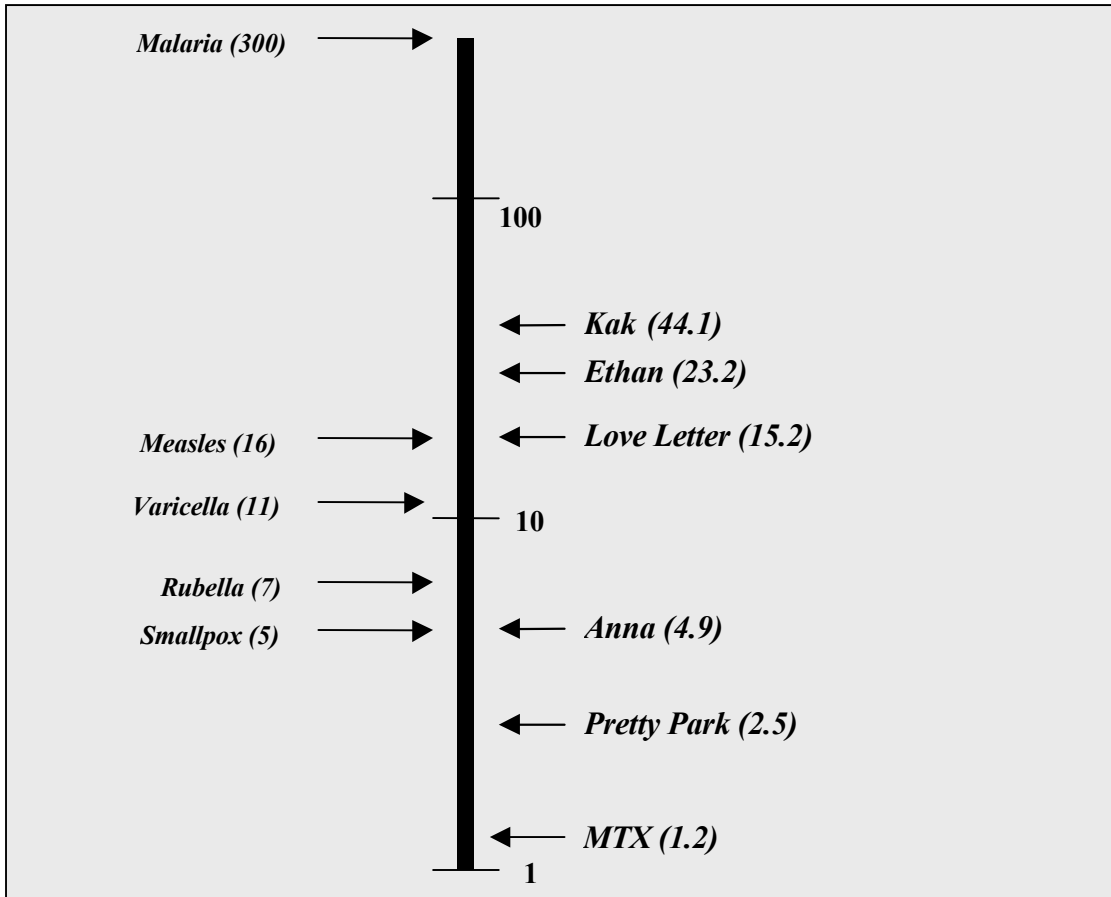 Malaria (300)
100
Kak (44.1)
Ethan (23.2)
Measles (16)
Love Letter (15.2)
Varicella (11)
10
Rubella (7)
Smallpox (5)
Anna (4.9)
Pretty Park (2.5)
MTX (1.2)
1